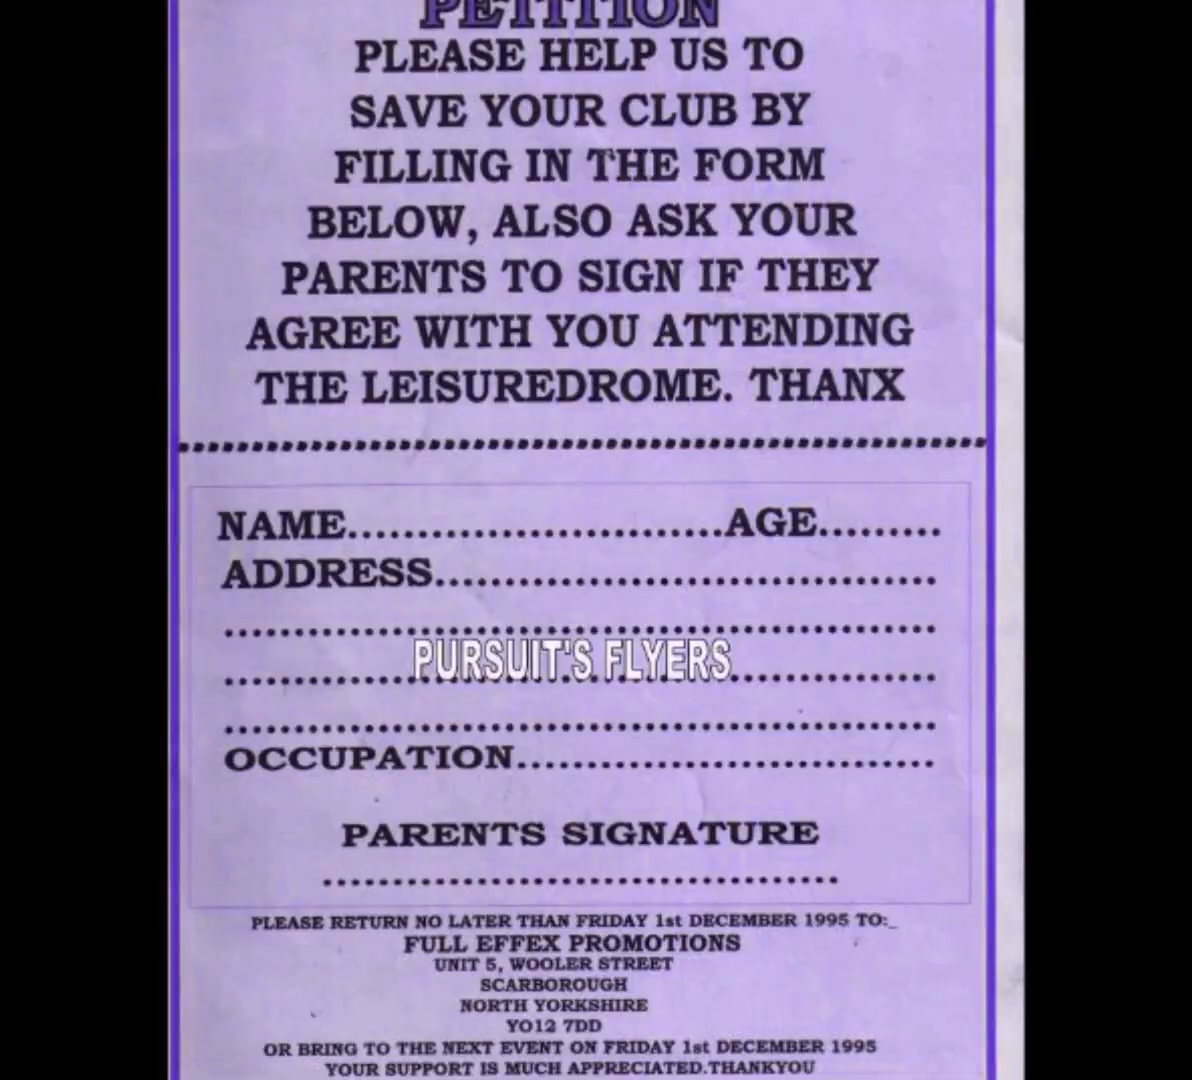 PETITION
PLEASE HELP US TO
SAVE YOUR CLUB BY
FILLING IN THE FORM
BELOW, ALSO ASK YOUR
PARENTS TO SIGN IF THEY
AGREE WITH YOU ATTENDING
THE LEISUREDROME. THANX
NAME...........................AGE.........
ADDRESS....................................
PURSUIT'S FLYERS
OCCUPATION..............................
PARENTS SIGNATURE
.....................................
PLEASE RETURN NO LATER THAN FRIDAY 1st DECEMBER 1995 TO:_
FULL EFFEX PROMOTIONS
UNIT 5, WOOLER STREET
SCARBOROUGH
NORTH YORKSHIRE
YO12 7DD
OR BRING TO THE NEXT EVENT ON FRIDAY 1st DECEMBER 1995
YOUR SUPPORT IS MUCH APPRECIATED.THANKYOU